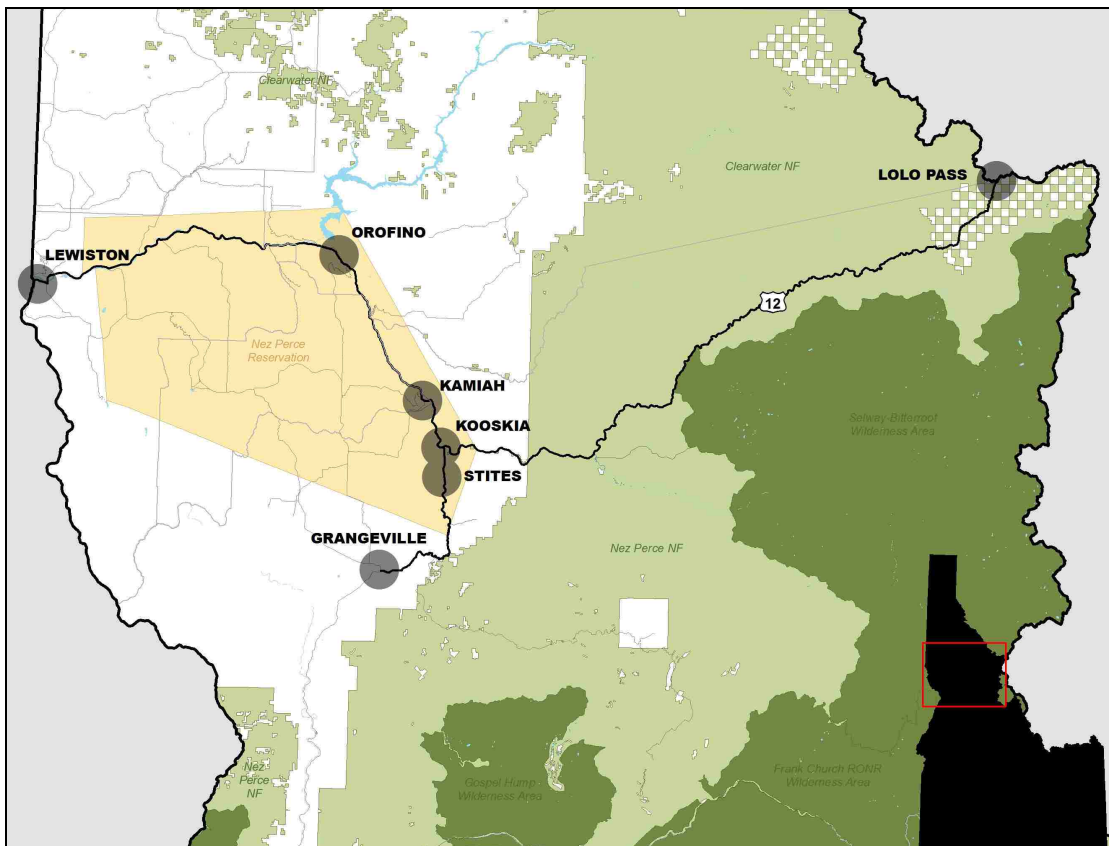 Clearwater NF
Clearwater NF
LOLO PASS
OROFINO
LEWISTON
12
Nez Perce
Reservation
KAMIAH
Selway-Bitterroot
Wilderness Area
KOOSKIA
STITES
GRANGEVILLE
Nez Perce NF
Nez
Perce
NF
Gospel Hump
Wilderness Area
Frank Church RONR
Wilderness Area